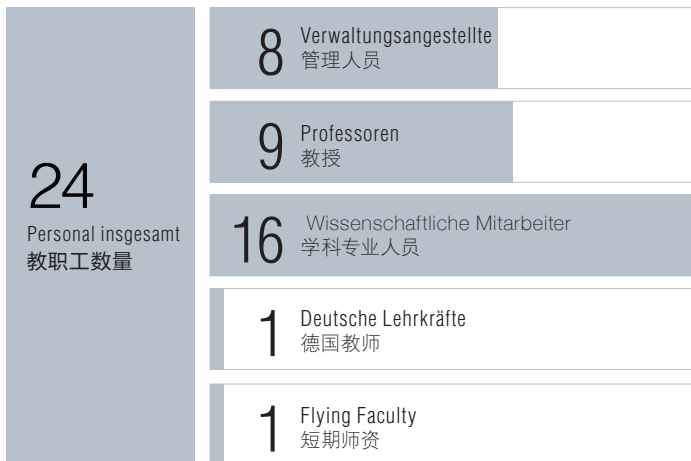 24
Personal insgesamt
教职工数量
8
Verwaltungsangestellte
管理人员
9
Professoren
教授
16
Wissenschaftliche Mitarbeiter
学科专业人员
1
Deutsche Lehrkräfte
德国教师
1
Flying Faculty
短期师资